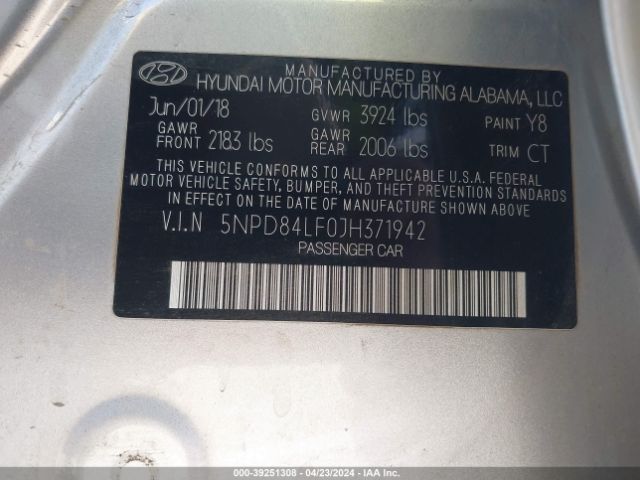 MANUFACTURED BY
HYUNDAI MOTOR MANUFACTURING ALABAMA, LLC
Jun/01/18 GVWR 3924 lbs PAINT Y8
GAWR FRONT 2183 lbs GAWR REAR 2006 lbs TRIM CT
THIS VEHICLE CONFORMS TO ALL APPLICABLE U.S.A. FEDERAL
MOTOR VEHICLE SAFETY, BUMPER, AND THEFT PREVENTION STANDARDS
IN EFFECT ON THE DATE OF MANUFACTURE SHOWN ABOVE.
V.I.N 5NPD84LF0JH371942
PASSENGER CAR
000-39251308 - 04/23/2024 - IAA Inc.